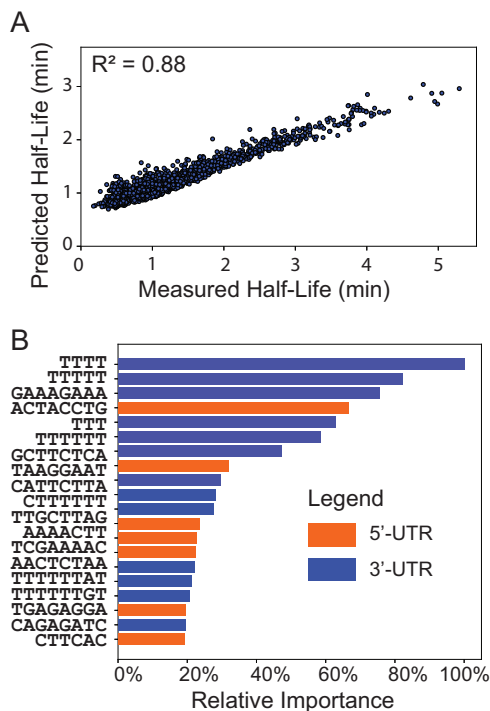 A
R² = 0.88
Predicted Half-Life (min)
3
2
1
0
0 1 2 3 4 5
Measured Half-Life (min)
B
TTTT
TTTTT
GAAAGAAA
ACTACCTG
TTT
TTTTTT
GCTTCTCA
TAAGGAAT
CATTCTTA
CTTTTTT
TTGCTTAG
AAAACTT
TCGAAAAC
AACTCTAA
TTTTTTAT
TTTTTTGT
TGAGAGGA
CAGAGATC
CTTCAC
Legend
5’-UTR
3’-UTR
0% 20% 40% 60% 80% 100%
Relative Importance